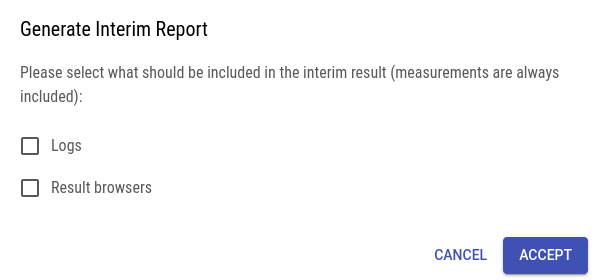 Generate Interim Report
Please select what should be included in the interim result (measurements are always
included):
Logs
Result browsers
CANCEL
ACCEPT